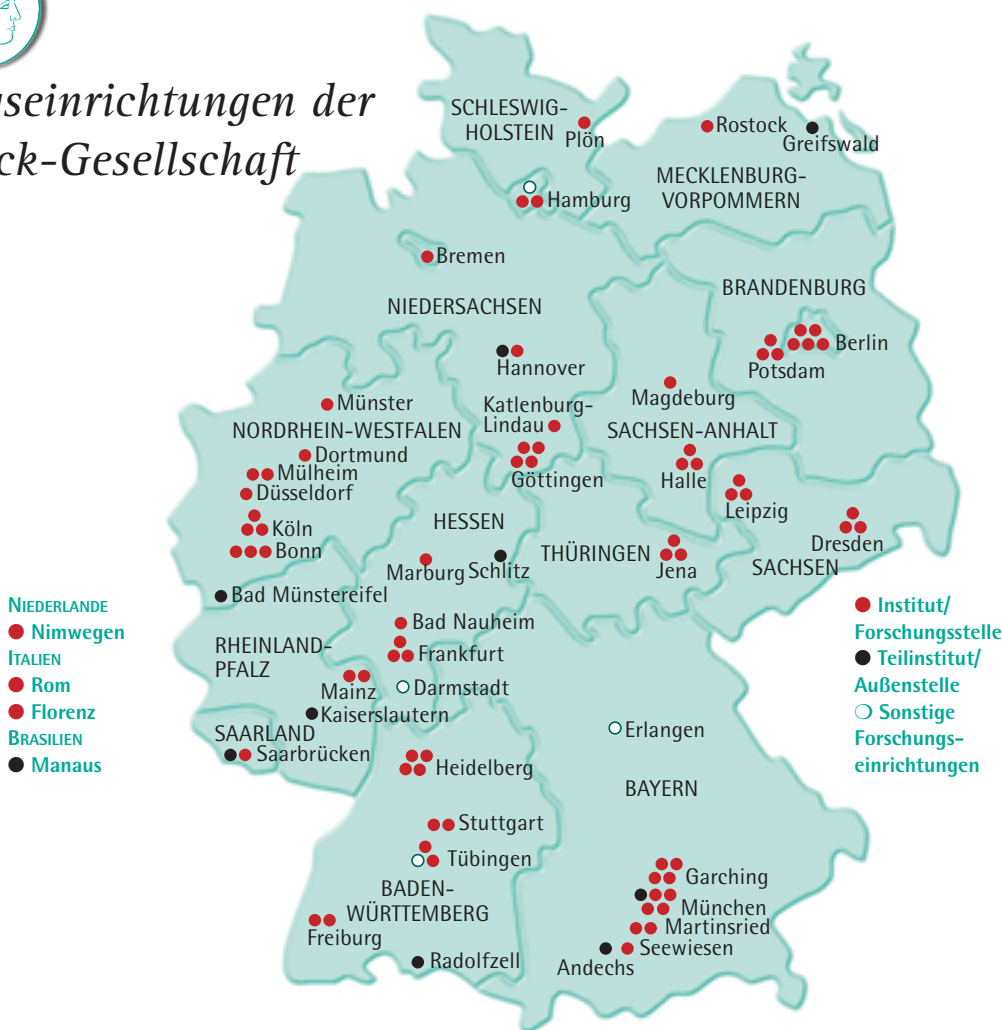 der
-Gesellschaft
SCHLESWIG-
HOLSTEIN
Plön
Rostock
Greifswald
MECKLENBURG-
VORPOMMERN
Hamburg
Bremen
NIEDERSACHSEN
BRANDENBURG
Berlin
Potsdam
Hannover
Magdeburg
Münster
Katlenburg-
Lindau
NORDRHEIN-WESTFALEN
SACHSEN-ANHALT
Dortmund
Mülheim
Düsseldorf
Göttingen
Halle
Leipzig
Köln
Bonn
HESSEN
THÜRINGEN
Jena
Dresden
SACHSEN
Marburg
Schlitz
Bad Münstereifel
Bad Nauheim
RHEINLAND-
PFALZ
Frankfurt
Mainz
Darmstadt
Kaiserslautern
SAARLAND
Saarbrücken
Erlangen
Heidelberg
BAYERN
Stuttgart
Tübingen
BADEN-
WÜRTTEMBERG
Freiburg
Radolfzell
Garching
München
Martinsried
Seewiesen
Andechs
NIEDERLANDE
Nimwegen
ITALIEN
Rom
Florenz
BRASILIEN
Manaus
Institut/
Forschungsstelle
Teilinstitut/
Außenstelle
Sonstige
Forschungs-
einrichtungen